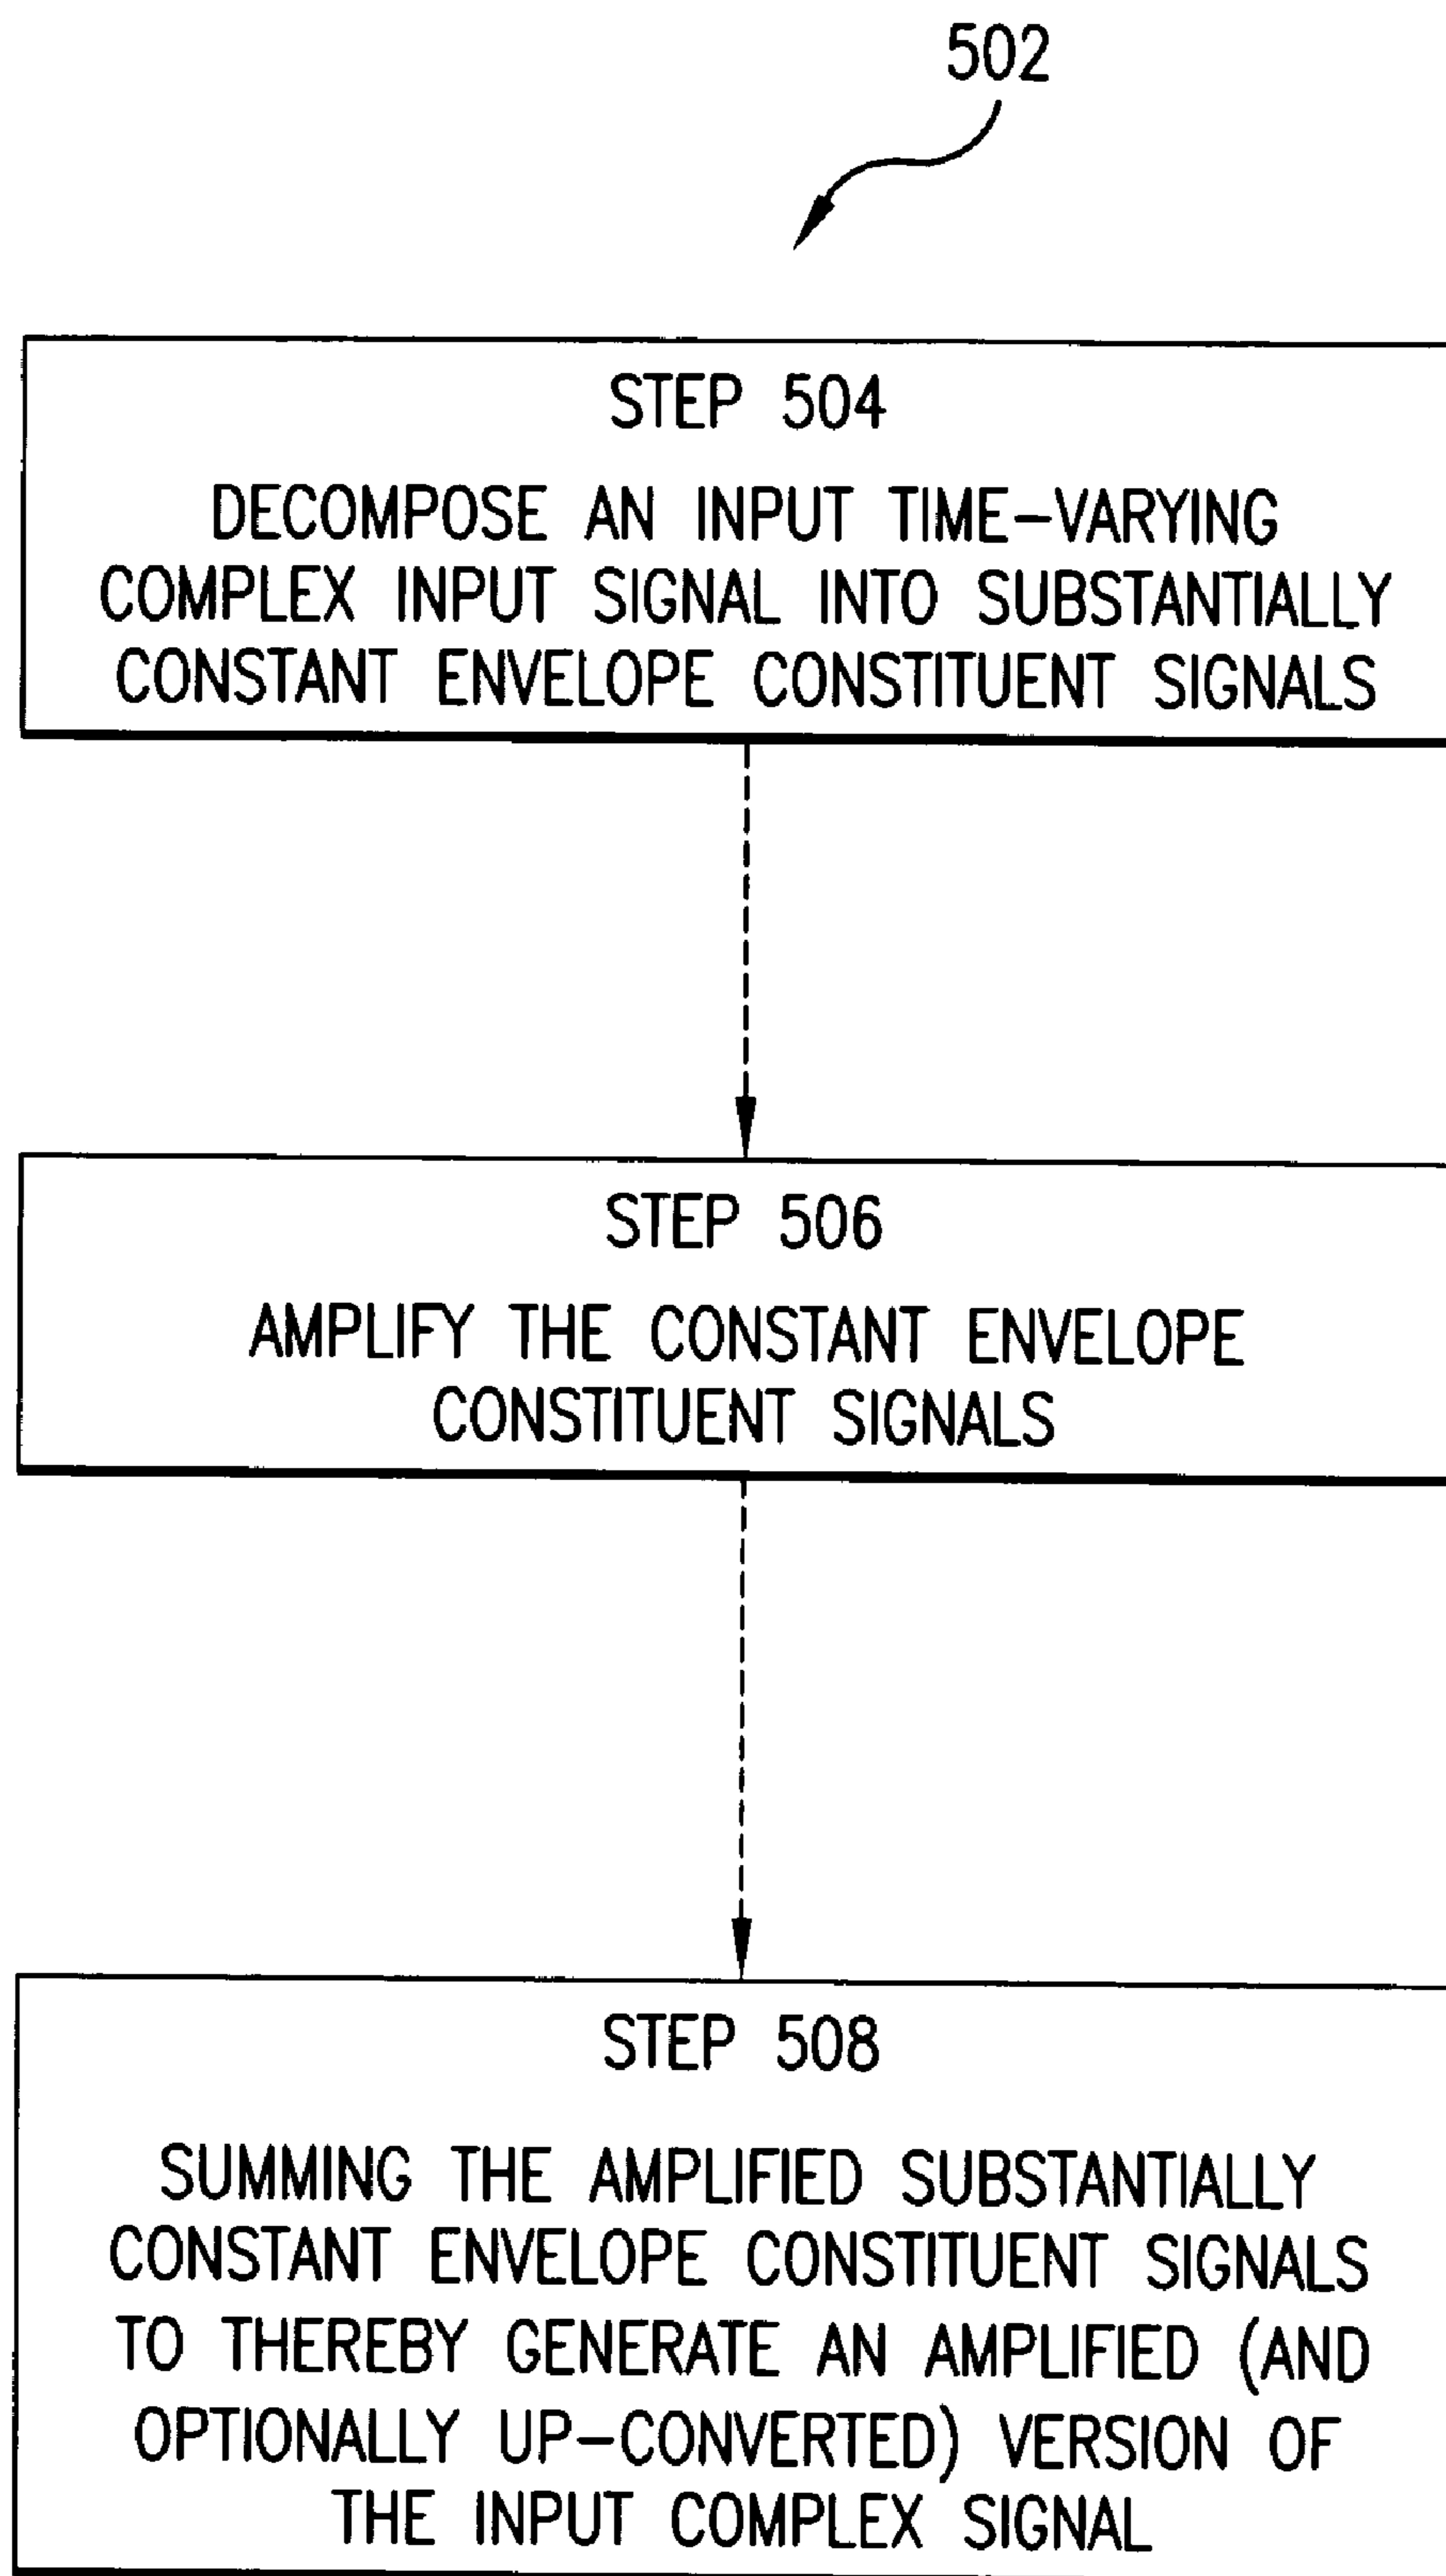 502
STEP 504
DECOMPOSE AN INPUT TIME-VARYING
COMPLEX INPUT SIGNAL INTO SUBSTANTIALLY
CONSTANT ENVELOPE CONSTITUENT SIGNALS
STEP 506
AMPLIFY THE CONSTANT ENVELOPE
CONSTITUENT SIGNALS
STEP 508
SUMMING THE AMPLIFIED SUBSTANTIALLY
CONSTANT ENVELOPE CONSTITUENT SIGNALS
TO THEREBY GENERATE AN AMPLIFIED (AND
OPTIONALLY UP-CONVERTED) VERSION OF
THE INPUT COMPLEX SIGNAL